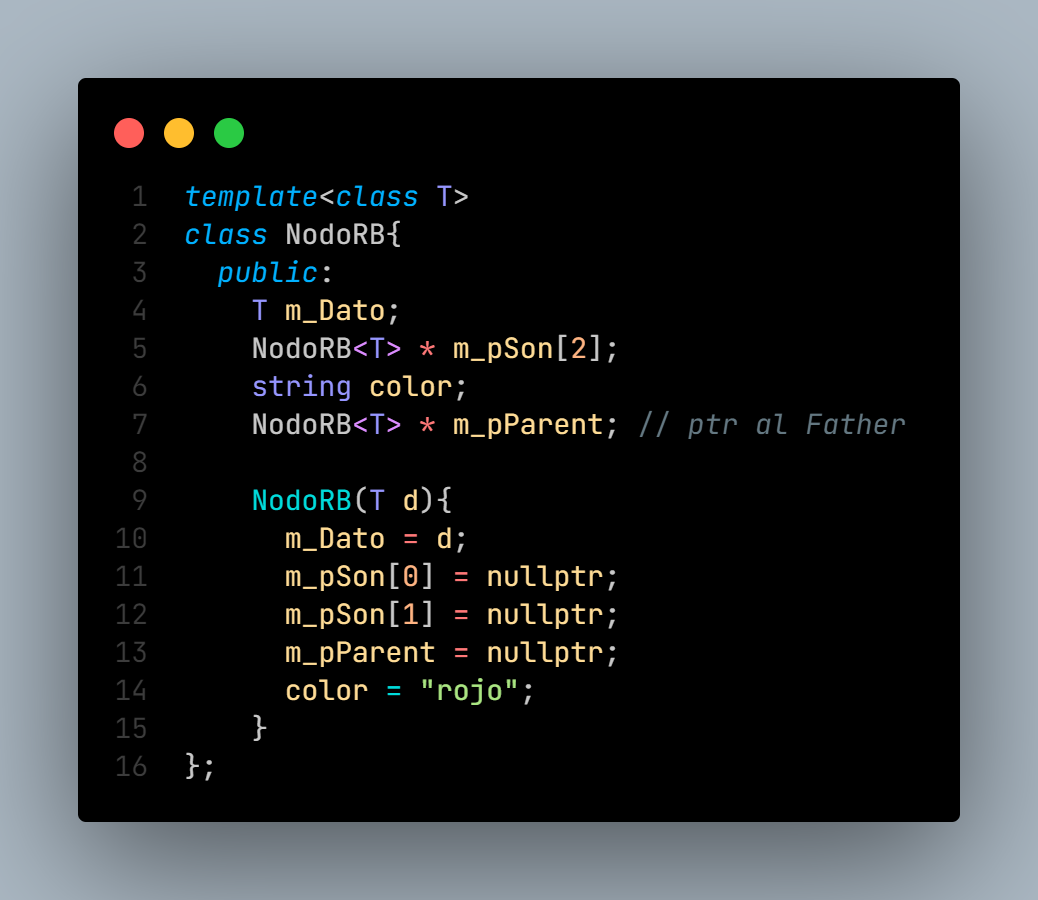 1 template<class T>
2 class NodoRB{
3   public:
4     T m_Dato;
5     NodoRB<T> * m_pSon[2];
6     string color;
7     NodoRB<T> * m_pParent; // ptr al Father
8
9     NodoRB(T d){
10       m_Dato = d;
11       m_pSon[0] = nullptr;
12       m_pSon[1] = nullptr;
13       m_pParent = nullptr;
14       color = "rojo";
15     }
16 };